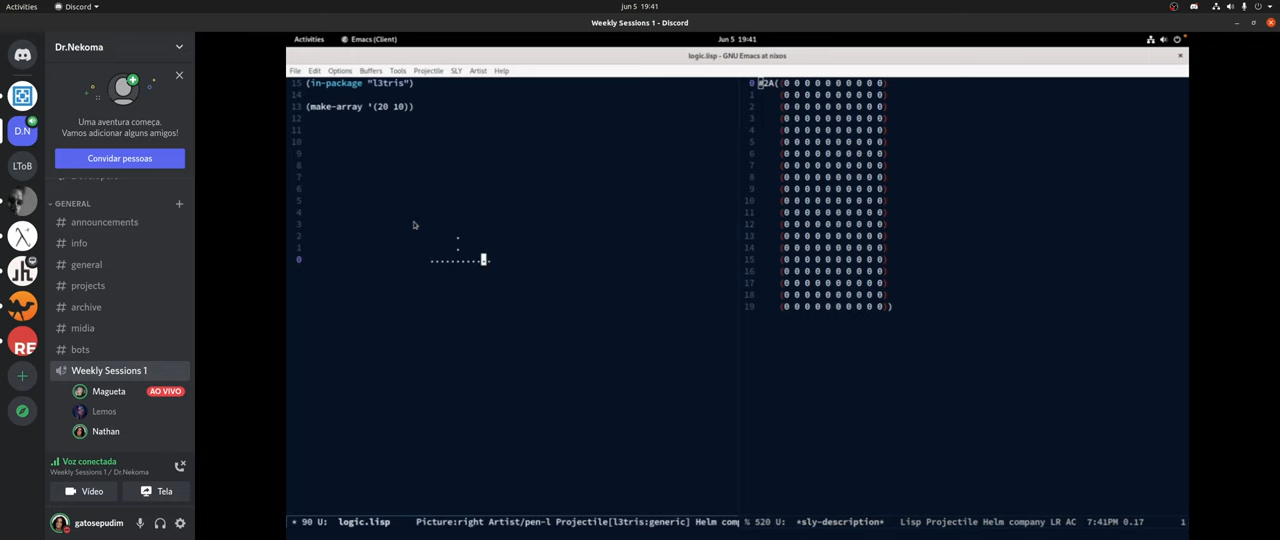 Activities
Discord
jun 5 19:41
Weekly Sessions 1 - Discord
Dr.Nekoma
Uma aventura começa.
Vamos adicionar alguns amigos!
Convidar pessoas
GENERAL
announcements
info
general
projects
archive
midia
bots
Weekly Sessions 1
Magueta AO VIVO
Lemos
Nathan
Voz conectada
Weekly Sessions 1 / Dr.Nekoma
Vídeo
Tela
gatosepudim
D.N
LToB
RE
Activities
Emacs (Client)
jun 5 19:41
logic.lisp - GNU Emacs at nixos
File Edit Options Buffers Tools Projectile SLY Artist Help
15 (in-package "l3tris")
14
13 (make-array '(20 10))
12
11
10
9
8
7
6
5
4
3
2
1
0
0 #2A((0 0 0 0 0 0 0 0 0 0)
1 (0 0 0 0 0 0 0 0 0 0)
2 (0 0 0 0 0 0 0 0 0 0)
3 (0 0 0 0 0 0 0 0 0 0)
4 (0 0 0 0 0 0 0 0 0 0)
5 (0 0 0 0 0 0 0 0 0 0)
6 (0 0 0 0 0 0 0 0 0 0)
7 (0 0 0 0 0 0 0 0 0 0)
8 (0 0 0 0 0 0 0 0 0 0)
9 (0 0 0 0 0 0 0 0 0 0)
10 (0 0 0 0 0 0 0 0 0 0)
11 (0 0 0 0 0 0 0 0 0 0)
12 (0 0 0 0 0 0 0 0 0 0)
13 (0 0 0 0 0 0 0 0 0 0)
14 (0 0 0 0 0 0 0 0 0 0)
15 (0 0 0 0 0 0 0 0 0 0)
16 (0 0 0 0 0 0 0 0 0 0)
17 (0 0 0 0 0 0 0 0 0 0)
18 (0 0 0 0 0 0 0 0 0 0)
19 (0 0 0 0 0 0 0 0 0 0))
* 90 U: logic.lisp Picture:right Artist/pen-l Projectile[l3tris:generic] Helm comp
% 520 U: *sly-description* Lisp Projectile Helm company LR AC 7:41PM 0.17 1